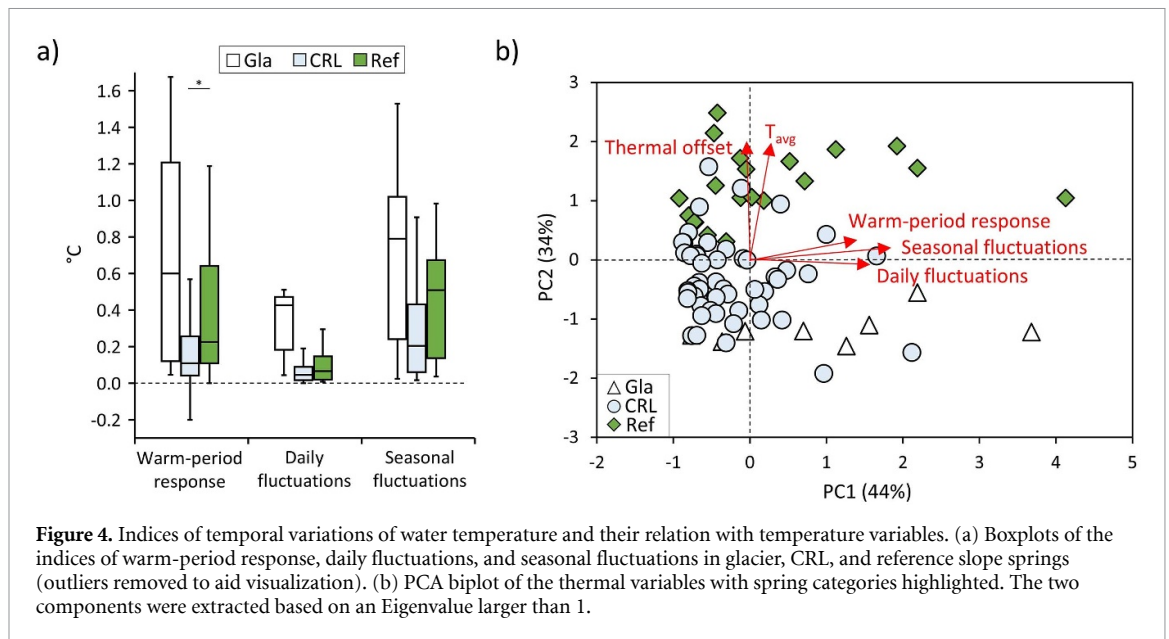 a)
Gla CRL Ref
*
1.6
1.4
1.2
1.0
0.8
0.6
0.4
0.2
0.0
-0.2
°C
Warm-period response
Daily fluctuations
Seasonal fluctuations
b)
3
2
1
0
-1
-2
-3
PC2 (34%)
Thermal offset
Tavg
Warm-period response
Seasonal fluctuations
Daily fluctuations
Gla
CRL
Ref
-2 -1 0 1 2 3 4 5
PC1 (44%)
Figure 4. Indices of temporal variations of water temperature and their relation with temperature variables. (a) Boxplots of the
indices of warm-period response, daily fluctuations, and seasonal fluctuations in glacier, CRL, and reference slope springs
(outliers removed to aid visualization). (b) PCA biplot of the thermal variables with spring categories highlighted. The two
components were extracted based on an Eigenvalue larger than 1.